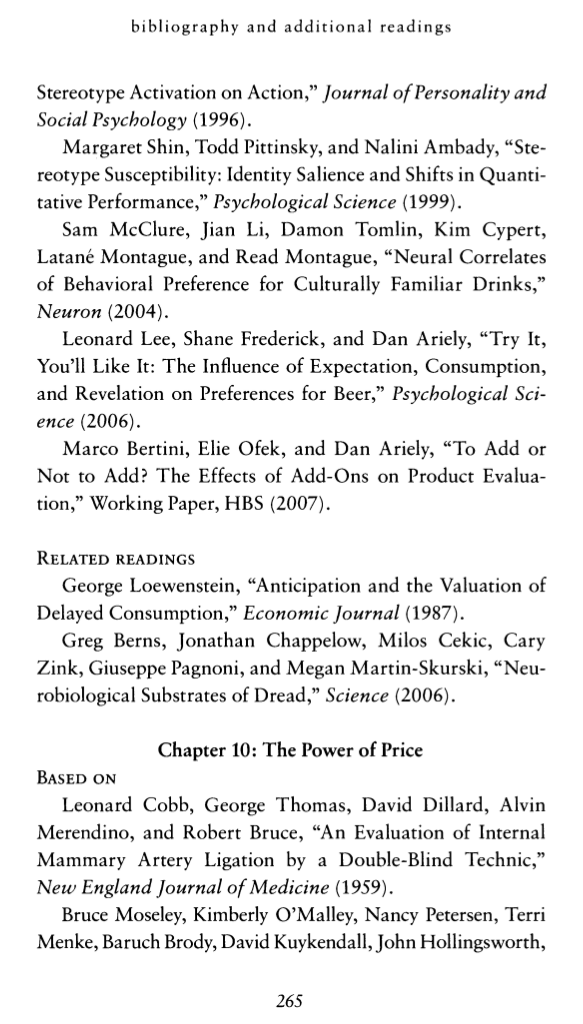 bibliography and additional readings
Stereotype Activation on Action,” Journal of Personality and
Social Psychology (1996).
Margaret Shin, Todd Pittinsky, and Nalini Ambady, “Ste-
reotype Susceptibility: Identity Salience and Shifts in Quanti-
tative Performance,” Psychological Science (1999).
Sam McClure, Jian Li, Damon Tomlin, Kim Cypert,
Latané Montague, and Read Montague, “Neural Correlates
of Behavioral Preference for Culturally Familiar Drinks,”
Neuron (2004).
Leonard Lee, Shane Frederick, and Dan Ariely, “Try It,
You’ll Like It: The Influence of Expectation, Consumption,
and Revelation on Preferences for Beer,” Psychological Sci-
ence (2006).
Marco Bertini, Elie Ofek, and Dan Ariely, “To Add or
Not to Add? The Effects of Add-Ons on Product Evalua-
tion,” Working Paper, HBS (2007).
Related readings
George Loewenstein, “Anticipation and the Valuation of
Delayed Consumption,” Economic Journal (1987).
Greg Berns, Jonathan Chappelow, Milos Cekic, Cary
Zink, Giuseppe Pagnoni, and Megan Martin-Skurski, “Neu-
robiological Substrates of Dread,” Science (2006).
Chapter 10: The Power of Price
Based on
Leonard Cobb, George Thomas, David Dillard, Alvin
Merendino, and Robert Bruce, “An Evaluation of Internal
Mammary Artery Ligation by a Double-Blind Technic,”
New England Journal of Medicine (1959).
Bruce Moseley, Kimberly O’Malley, Nancy Petersen, Terri
Menke, Baruch Brody, David Kuykendall, John Hollingsworth,
265